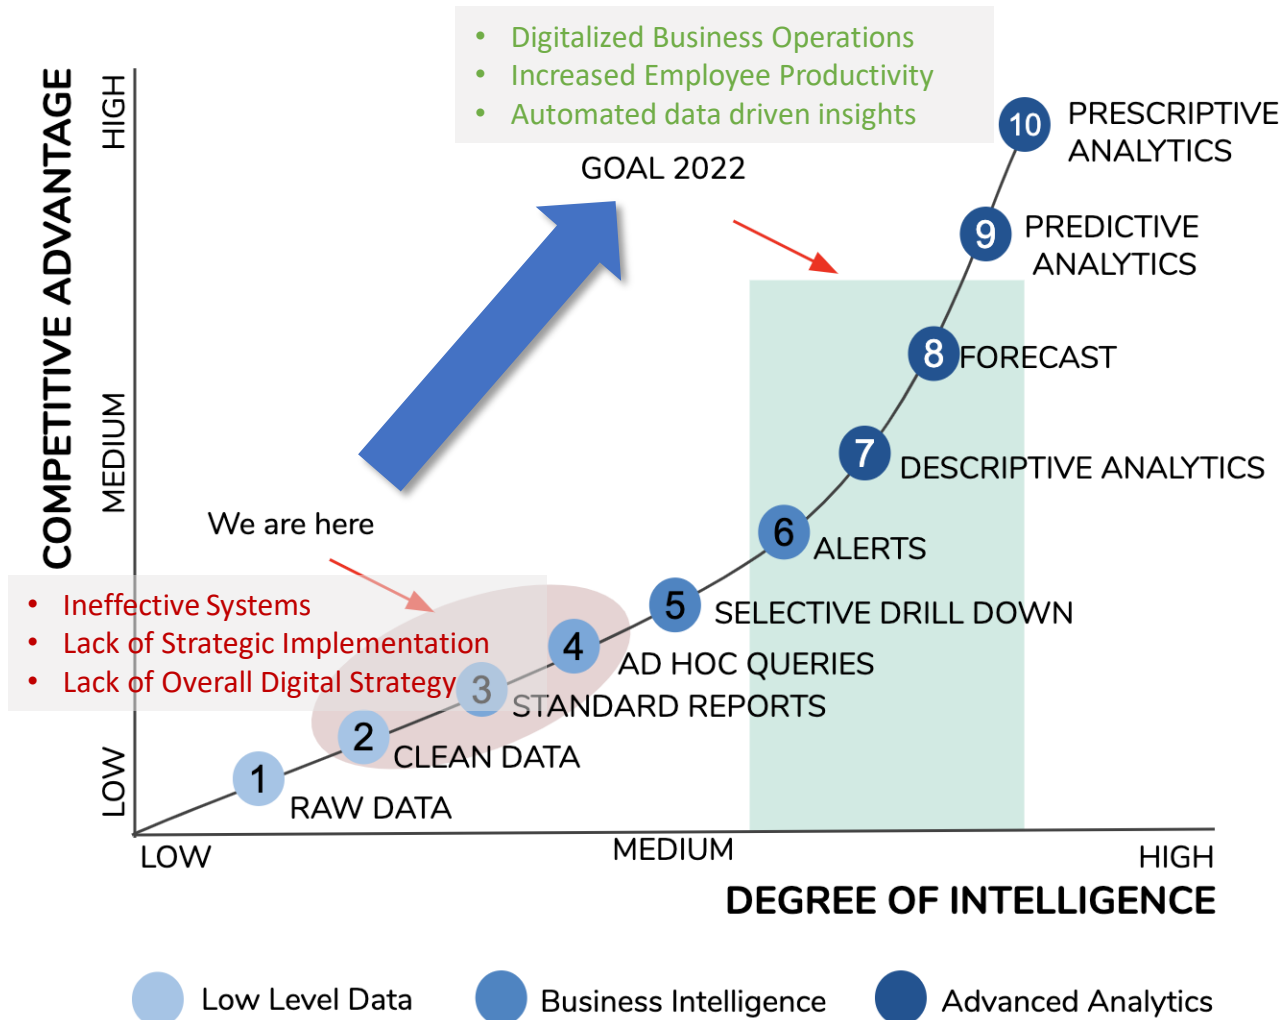 • Digitalized Business Operations
• Increased Employee Productivity
• Automated data driven insights
GOAL 2022
COMPETITIVE ADVANTAGE
HIGH
MEDIUM
LOW
10
PRESCRIPTIVE
ANALYTICS
9
PREDICTIVE
ANALYTICS
8
FORECAST
7
DESCRIPTIVE ANALYTICS
We are here
6
ALERTS
• Ineffective Systems
• Lack of Strategic Implementation
• Lack of Overall Digital Strategy
5
SELECTIVE DRILL DOWN
4
AD HOC QUERIES
3
STANDARD REPORTS
2
CLEAN DATA
1
RAW DATA
LOW
MEDIUM
HIGH
DEGREE OF INTELLIGENCE
Low Level Data
Business Intelligence
Advanced Analytics